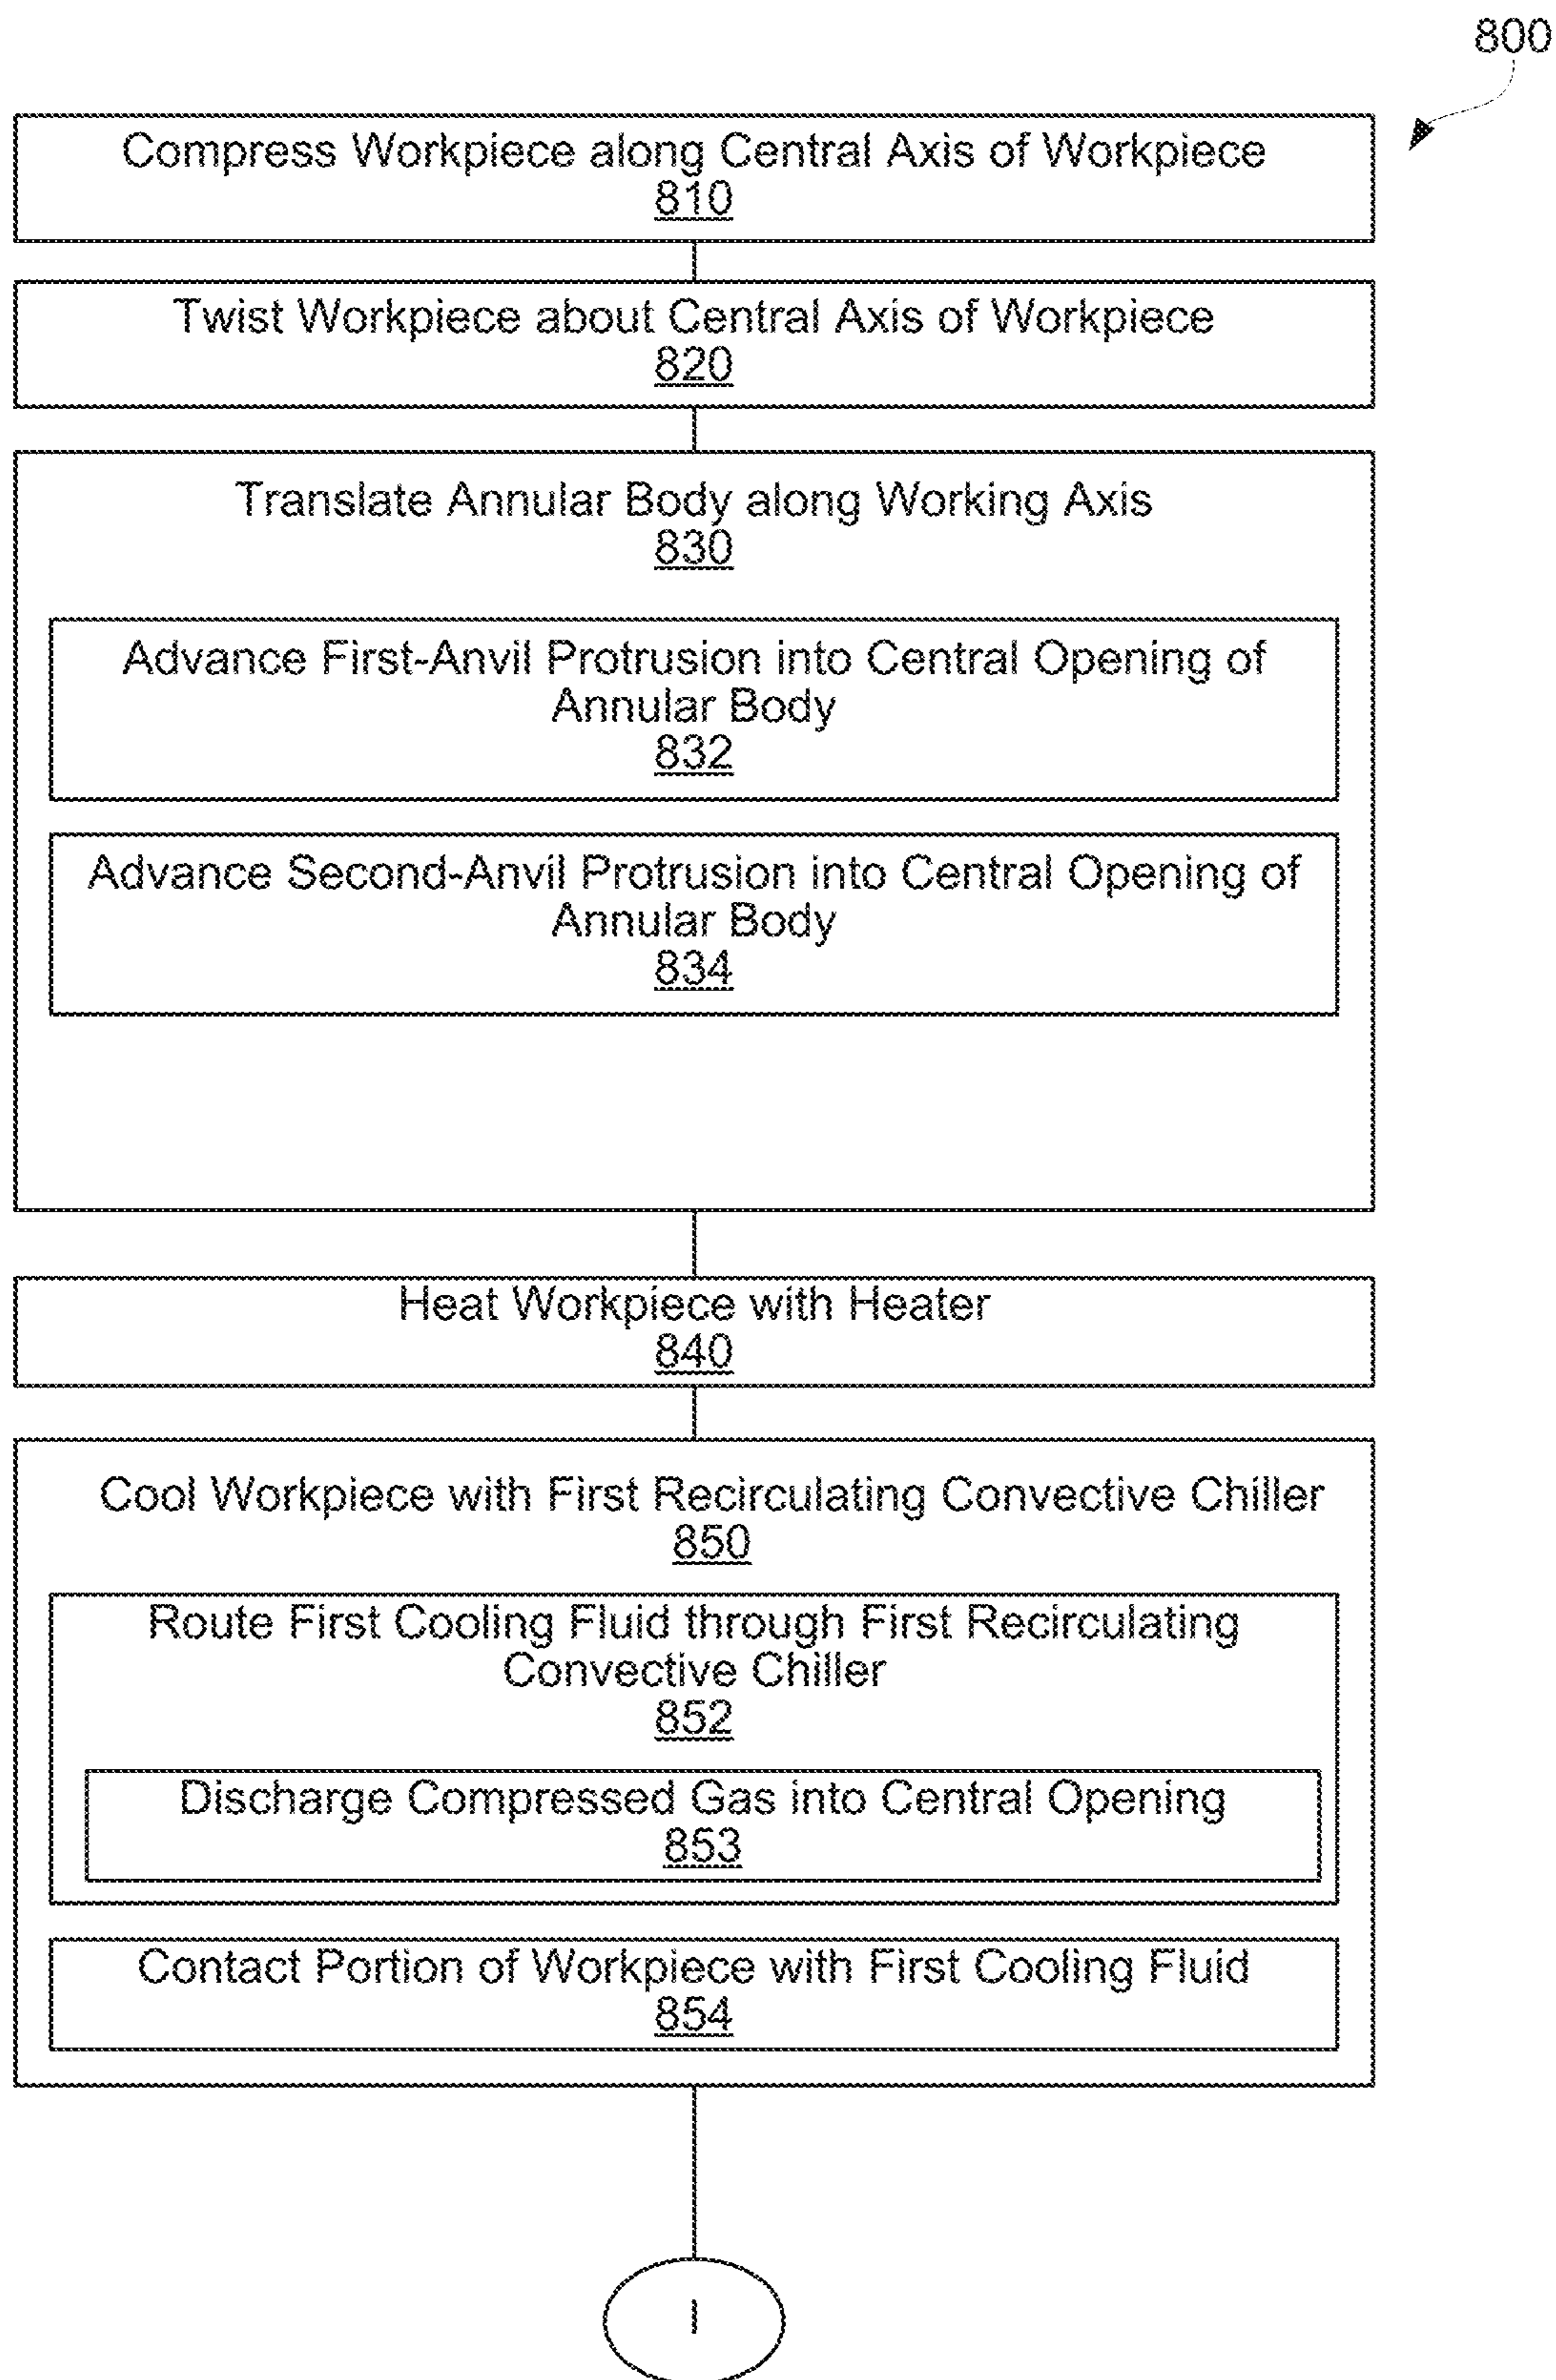 800
Compress Workpiece along Central Axis of Workpiece
810
Twist Workpiece about Central Axis of Workpiece
820
Translate Annular Body along Working Axis
830
Advance First-Anvil Protrusion into Central Opening of
Annular Body
832
Advance Second-Anvil Protrusion into Central Opening of
Annular Body
834
Heat Workpiece with Heater
840
Cool Workpiece with First Recirculating Convective Chiller
850
Route First Cooling Fluid through First Recirculating
Convective Chiller
852
Discharge Compressed Gas into Central Opening
853
Contact Portion of Workpiece with First Cooling Fluid
854
I